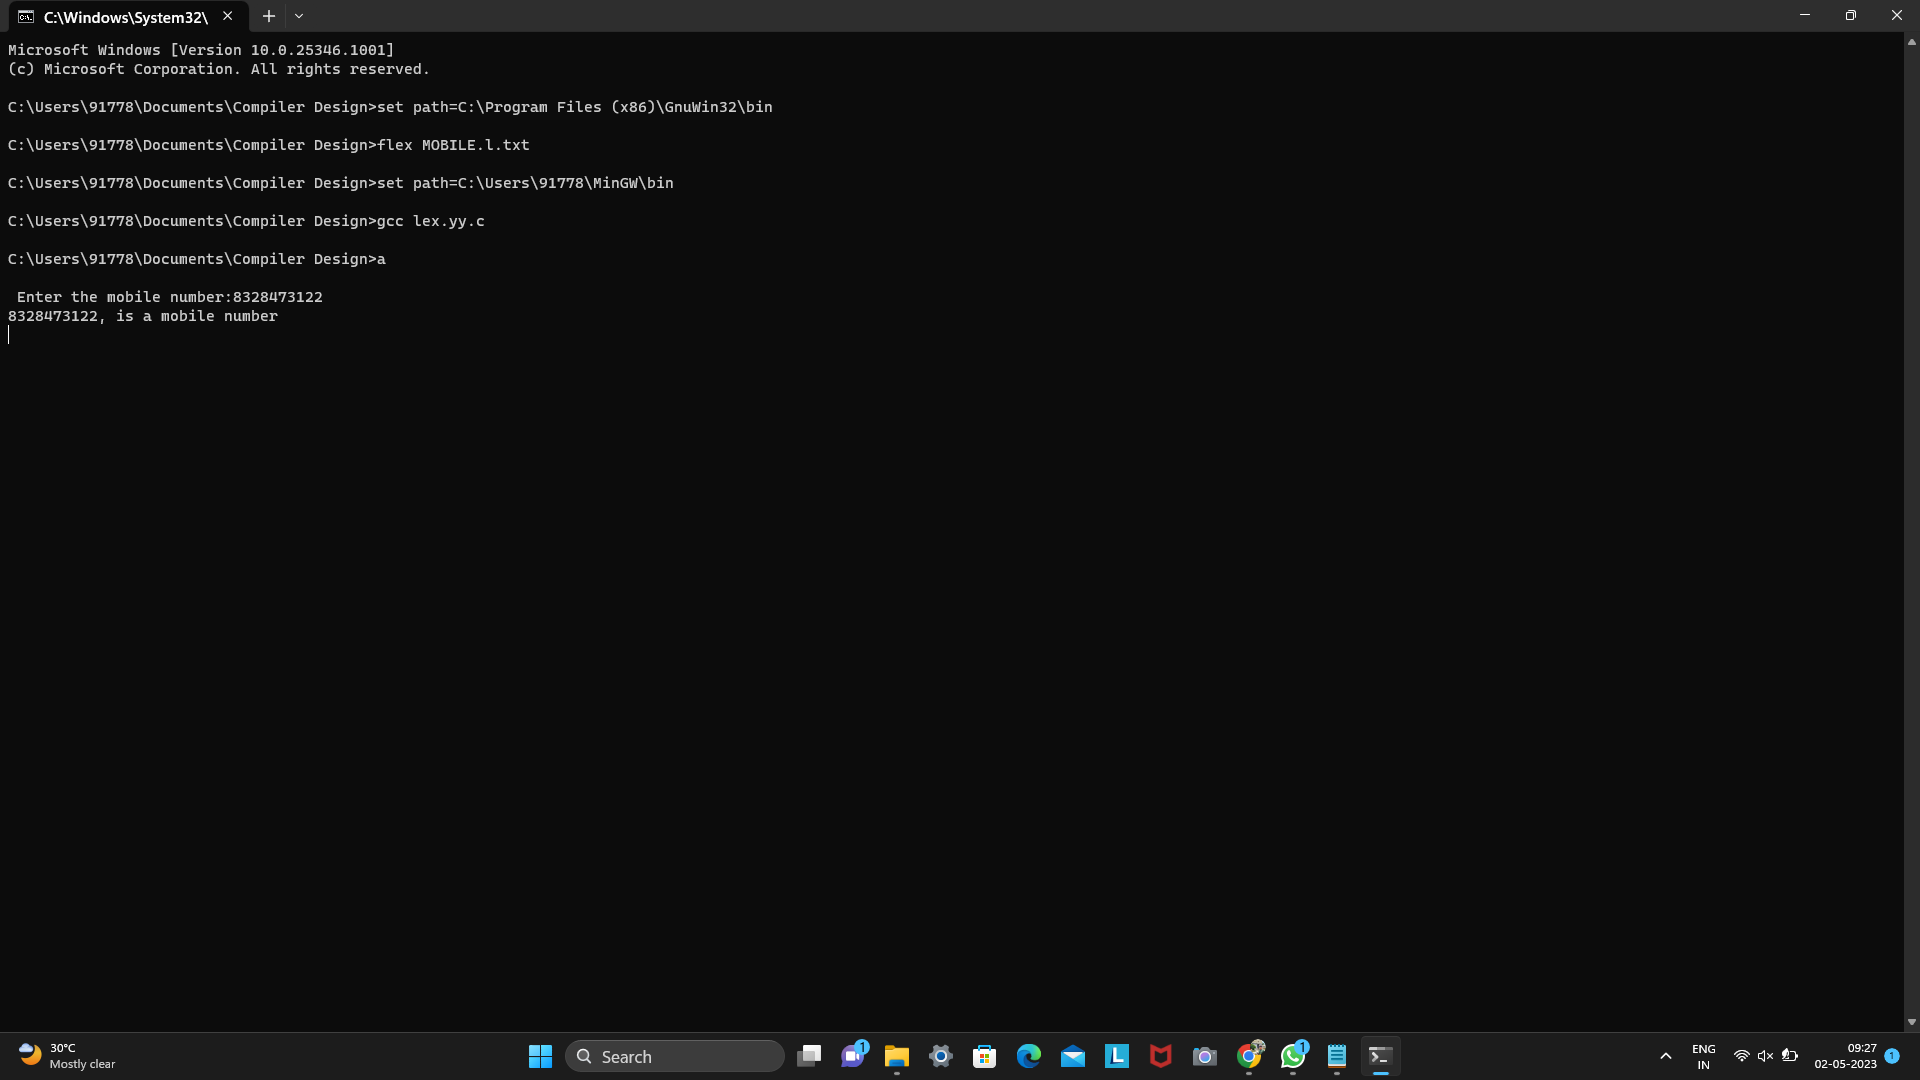 C:\Windows\System32\
Microsoft Windows [Version 10.0.25346.1001]
(c) Microsoft Corporation. All rights reserved.
C:\Users\91778\Documents\Compiler Design>set path=C:\Program Files (x86)\GnuWin32\bin
C:\Users\91778\Documents\Compiler Design>flex MOBILE.l.txt
C:\Users\91778\Documents\Compiler Design>set path=C:\Users\91778\MinGW\bin
C:\Users\91778\Documents\Compiler Design>gcc lex.yy.c
C:\Users\91778\Documents\Compiler Design>a
Enter the mobile number:8328473122
8328473122, is a mobile number
30°C
Mostly clear
Search
1
L
1
ENG
IN
09:27
02-05-2023
1